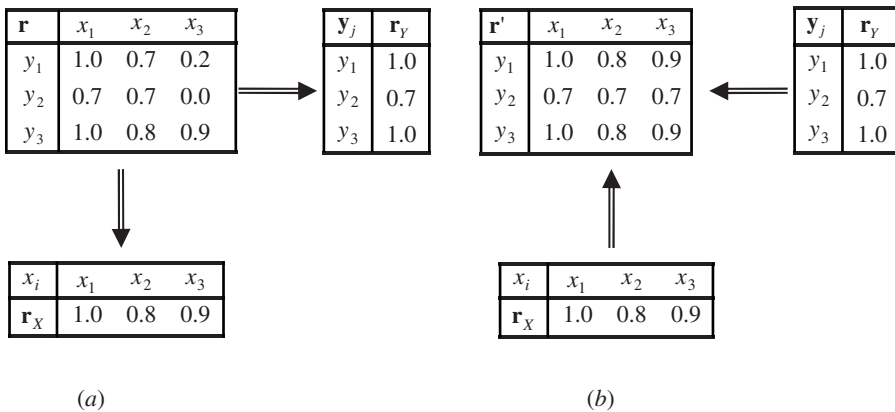 r x1 x2 x3
y1 1.0 0.7 0.2
y2 0.7 0.7 0.0
y3 1.0 0.8 0.9
yj rY
y1 1.0
y2 0.7
y3 1.0
r' x1 x2 x3
y1 1.0 0.8 0.9
y2 0.7 0.7 0.7
y3 1.0 0.8 0.9
yj rY
y1 1.0
y2 0.7
y3 1.0
xi x1 x2 x3
rX 1.0 0.8 0.9
xi x1 x2 x3
rX 1.0 0.8 0.9
(a)
(b)